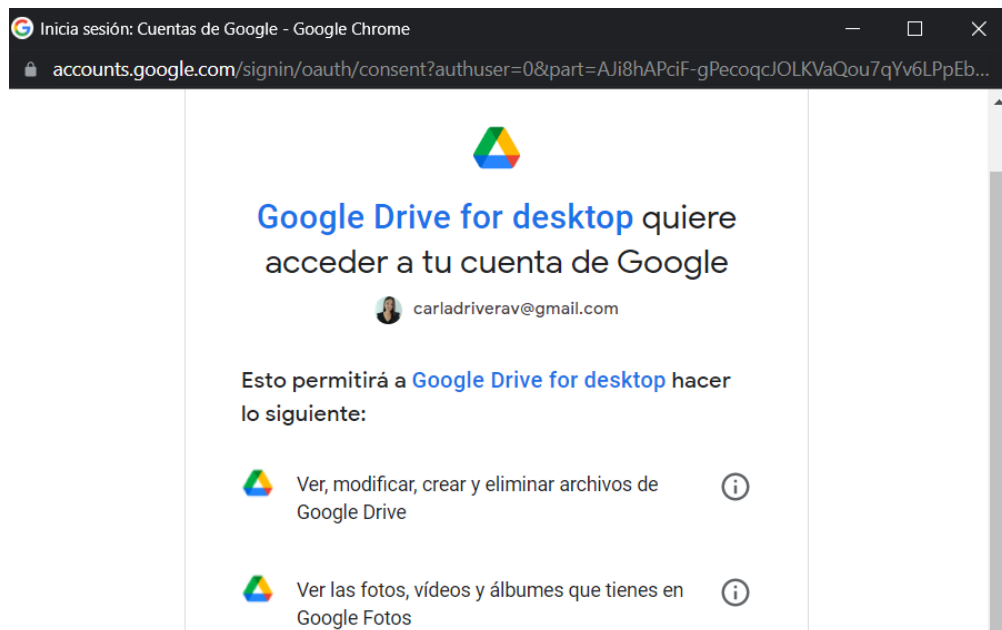 Inicia sesión: Cuentas de Google - Google Chrome
accounts.google.com/signin/oauth/consent?authuser=0&part=AJi8hAPciF-gPecoqcJOLKVaQou7qYv6LPpEb...
Google Drive for desktop quiere
acceder a tu cuenta de Google
carladriverav@gmail.com
Esto permitirá a Google Drive for desktop hacer
lo siguiente:
Ver, modificar, crear y eliminar archivos de
Google Drive
Ver las fotos, vídeos y álbumes que tienes en
Google Fotos